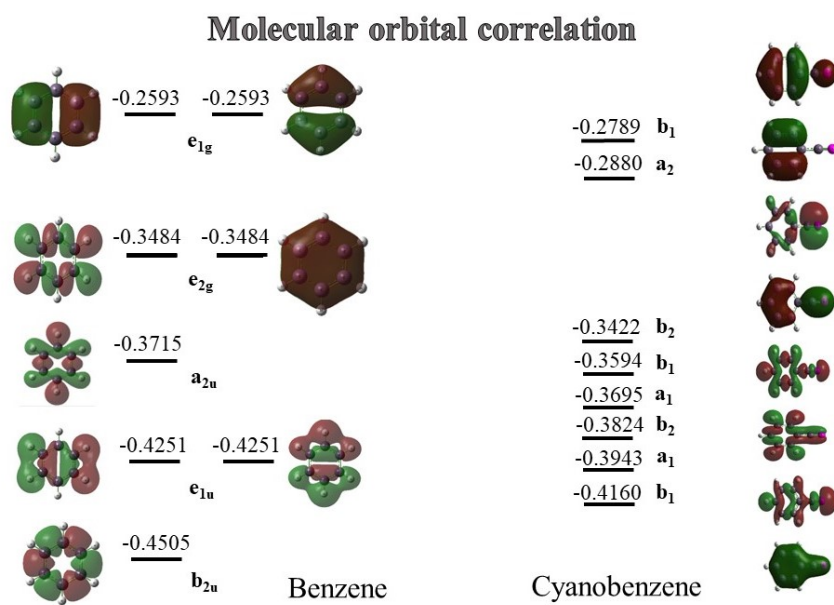 Molecular orbital correlation
-0.2593 -0.2593
e1g
-0.3484 -0.3484
e2g
-0.3715
a2u
-0.4251 -0.4251
e1u
-0.4505
b2u
Benzene
-0.2789 b1
-0.2880 a2
-0.3422 b2
-0.3594 b1
-0.3695 a1
-0.3824 b2
-0.3943 a1
-0.4160 b1
Cyanobenzene